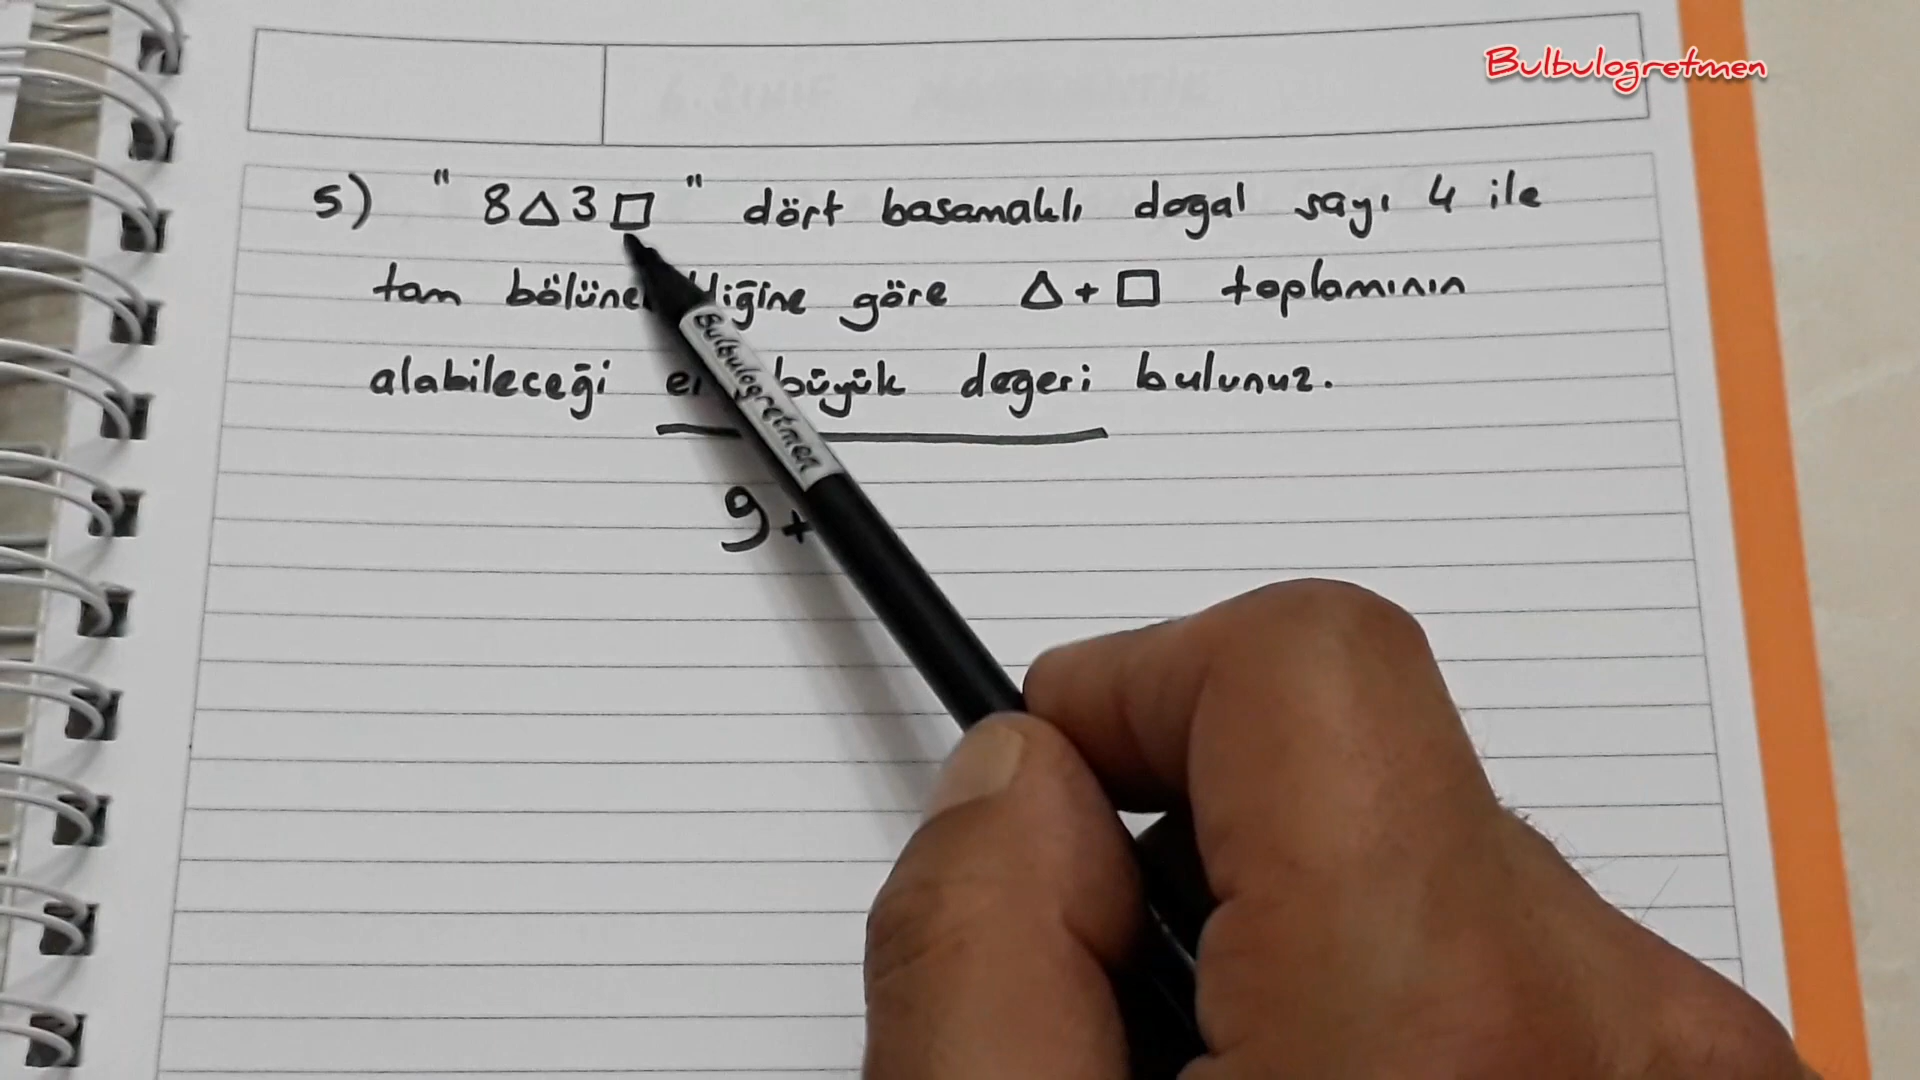 Bulbulogretmen
5) " 8△3□ " dört basamaklı doğal sayı 4 ile
tam göre △+□ toplamının
alabileceği büyük değeri bulunuz.
Bulbulogretmen
9+